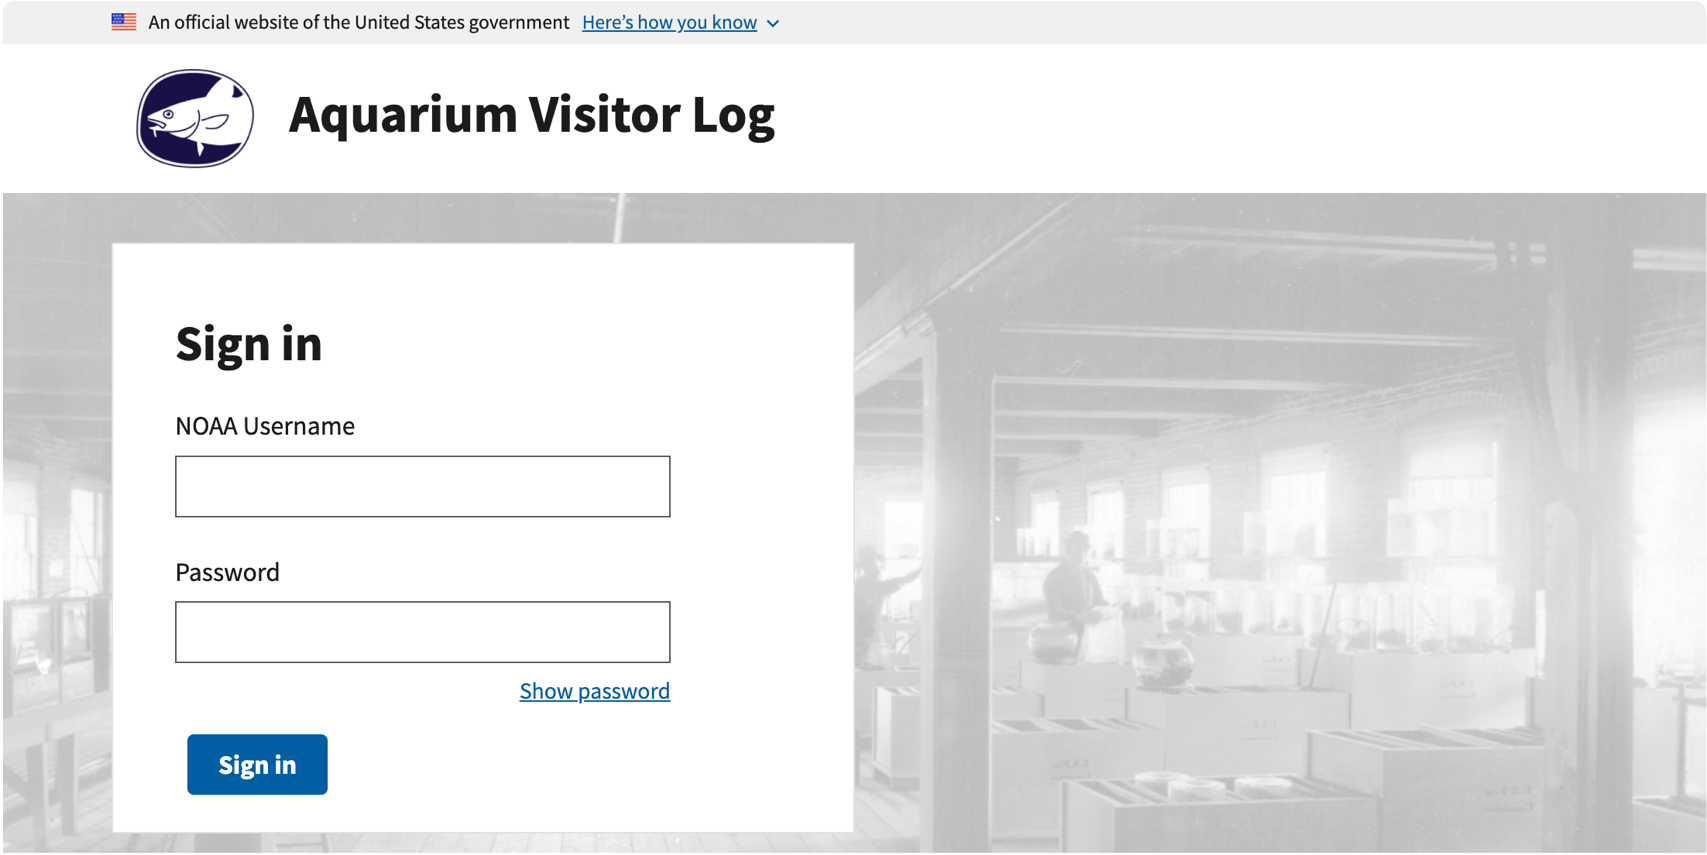 An official website of the United States government Here's how you know
Aquarium Visitor Log
Sign in
NOAA Username
Password
Show password
Sign in